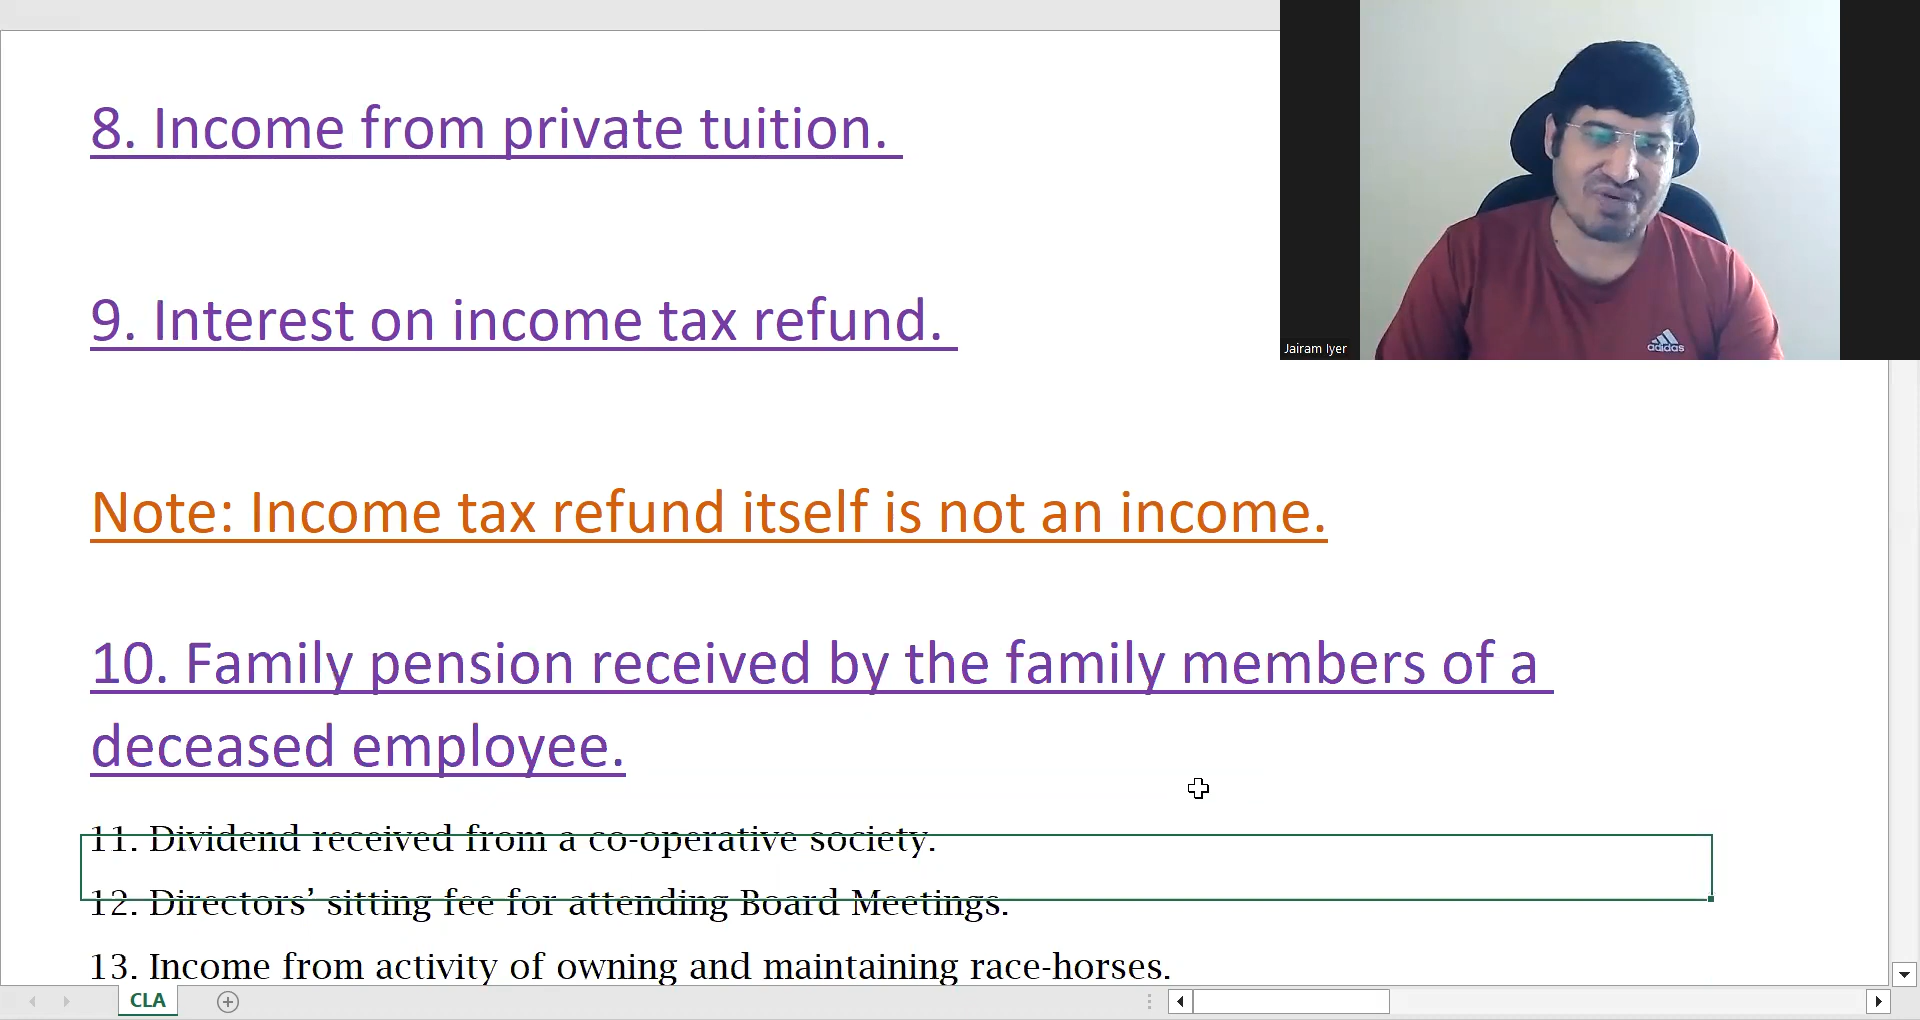 8. Income from private tuition.
9. Interest on income tax refund.
Note: Income tax refund itself is not an income.
10. Family pension received by the family members of a
deceased employee.
11. Dividend received from a co-operative society.
12. Directors’ sitting fee for attending Board Meetings.
13. Income from activity of owning and maintaining race-horses.
Jairam Iyer
adidas
CLA